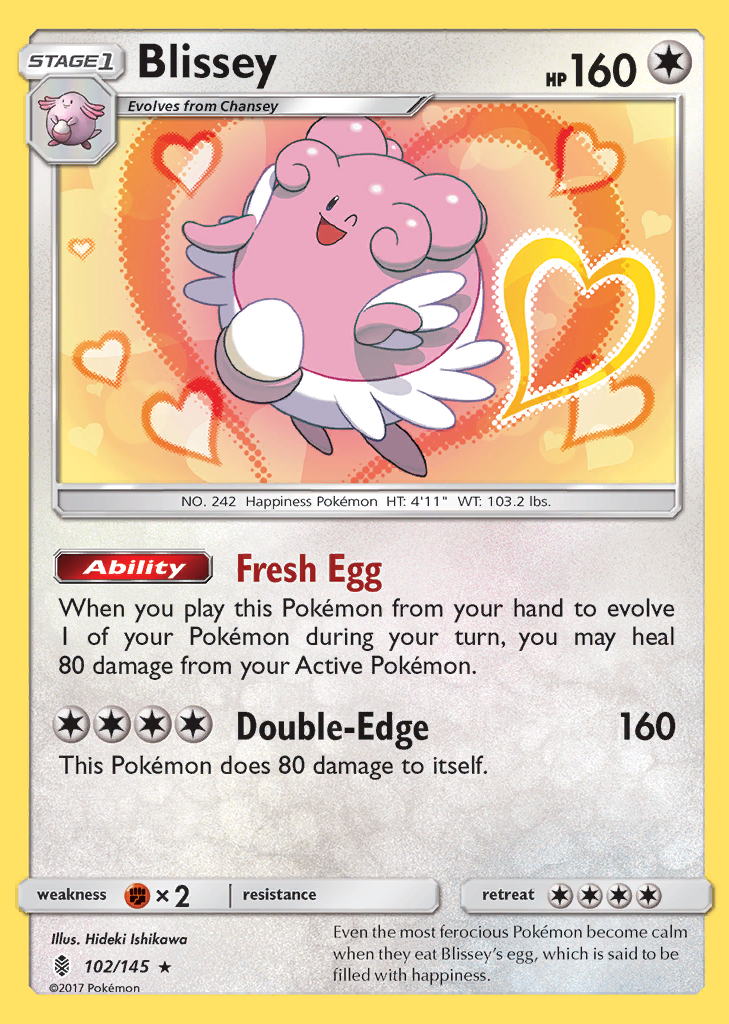 STAGE1
Blissey
HP 160
Evolves from Chansey
NO. 242 Happiness Pokémon HT: 4'11" WT: 103.2 lbs.
Ability Fresh Egg
When you play this Pokémon from your hand to evolve
1 of your Pokémon during your turn, you may heal
80 damage from your Active Pokémon.
Double-Edge 160
This Pokémon does 80 damage to itself.
weakness × 2 resistance retreat
Illus. Hideki Ishikawa
102/145 ★
©2017 Pokémon
Even the most ferocious Pokémon become calm
when they eat Blissey's egg, which is said to be
filled with happiness.